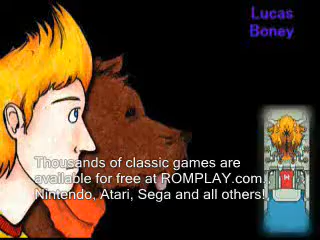 Lucas
Boney
Thousands of classic games are
available for free at ROMPLAY.com.
Nintendo, Atari, Sega and all others!